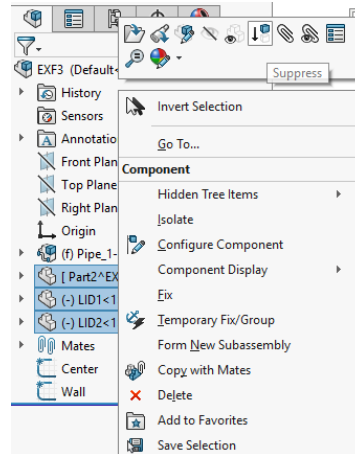 EXF3 (Default<
Suppress
History
Sensors
Invert Selection
Annotatio
Go To...
Front Plan
Component
Top Plane
Hidden Tree Items
Right Plan
Isolate
Origin
Configure Component
(f) Pipe_1-
Component Display
[ Part2^EX
Fix
(-) LID1<1
Temporary Fix/Group
(-) LID2<1
Form New Subassembly
Mates
Copy with Mates
Center
Delete
Wall
Add to Favorites
Save Selection